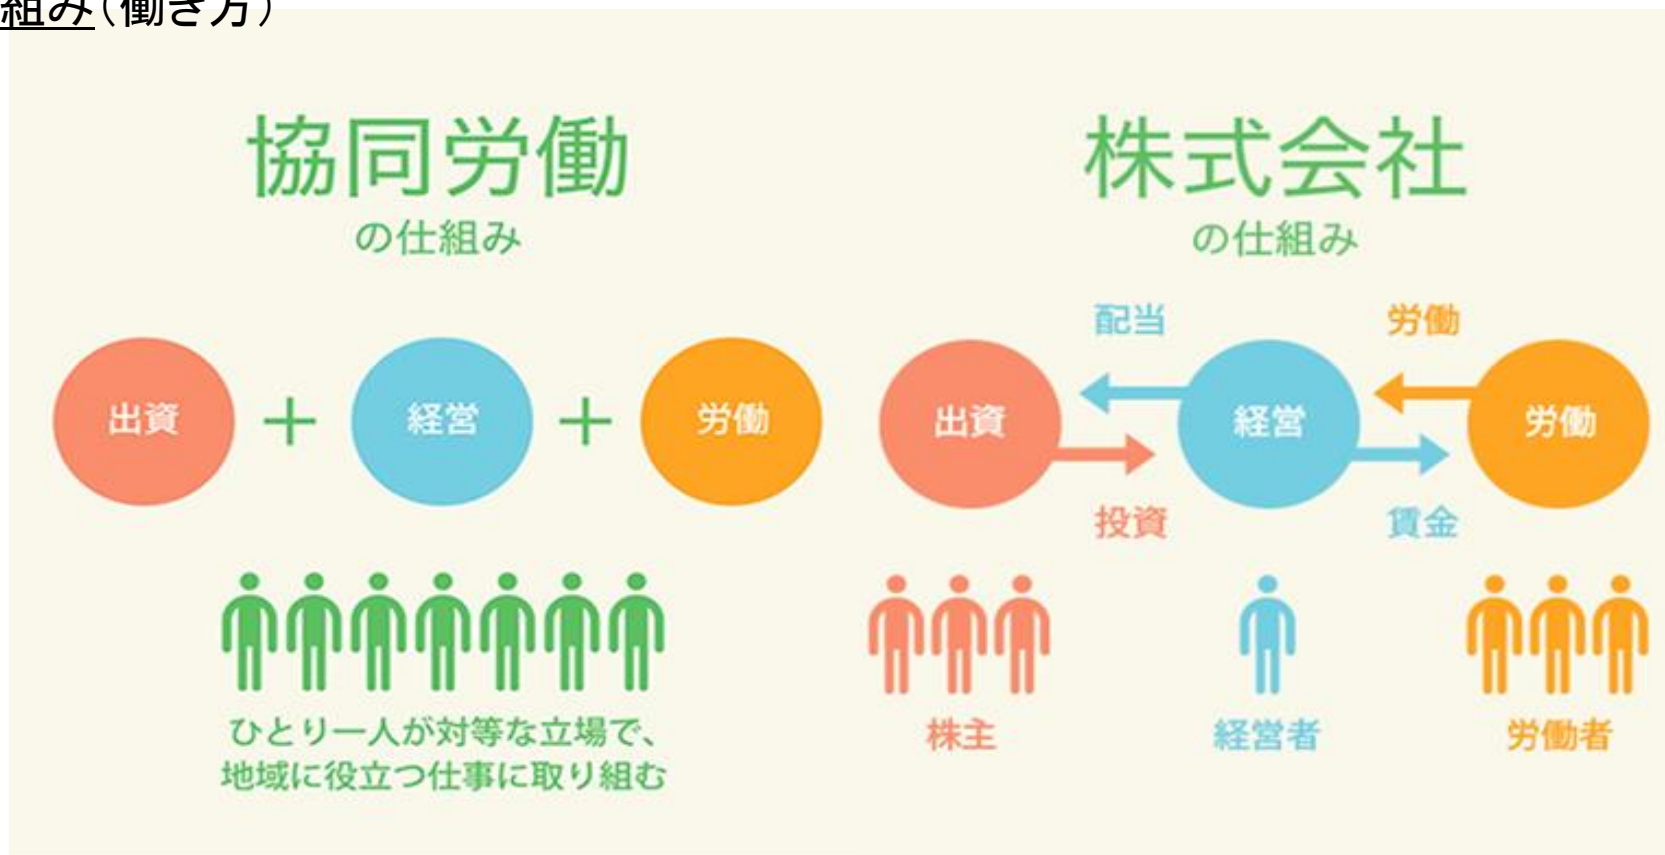 組み(働き方)
協同労働
の仕組み
出資 + 経営 + 労働
ひとり一人が対等な立場で、
地域に役立つ仕事に取り組む
株式会社
の仕組み
配当 労働
出資 経営 労働
投資 賃金
株主 経営者 労働者